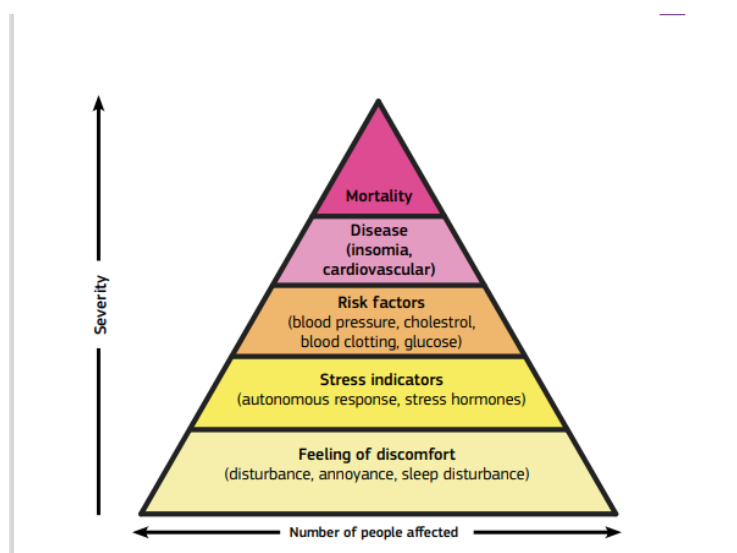 Mortality
Disease
(insomia,
cardiovascular)
Risk factors
(blood pressure, cholestrol,
blood clotting, glucose)
Stress indicators
(autonomous response, stress hormones)
Feeling of discomfort
(disturbance, annoyance, sleep disturbance)
Severity
Number of people affected